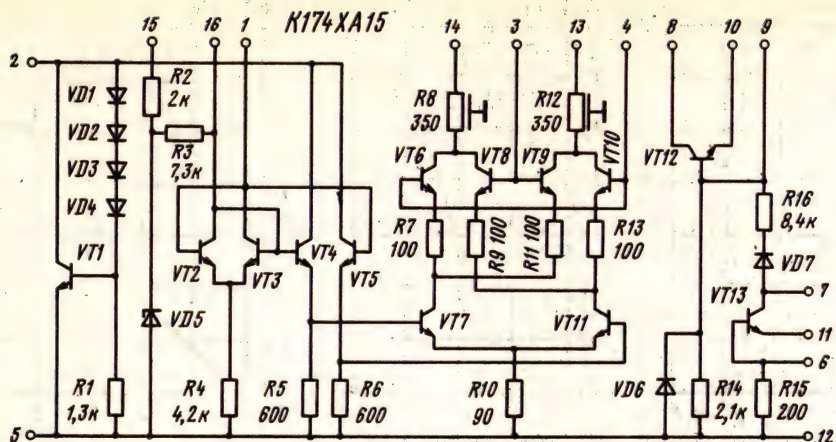 К174ХА15
15 16 1 14 3 13 4 8 10 9
2
R2
2к
VD1
VD2
VD3
VD4
R3
7,3к
R8
350
R12
350
VT6
VT8
VT9
VT10
VT12
R16
8,4к
R7
100
R9 100
R11 100
R13
100
VD7
VT1
VT2
VT3
VT4
VT5
VD5
VT7
VT11
VT13
7
11
6
R1
1,3к
R4
4,2к
R5
600
R6
600
R10
90
VD6
R14
2,1к
R15
200
5
12